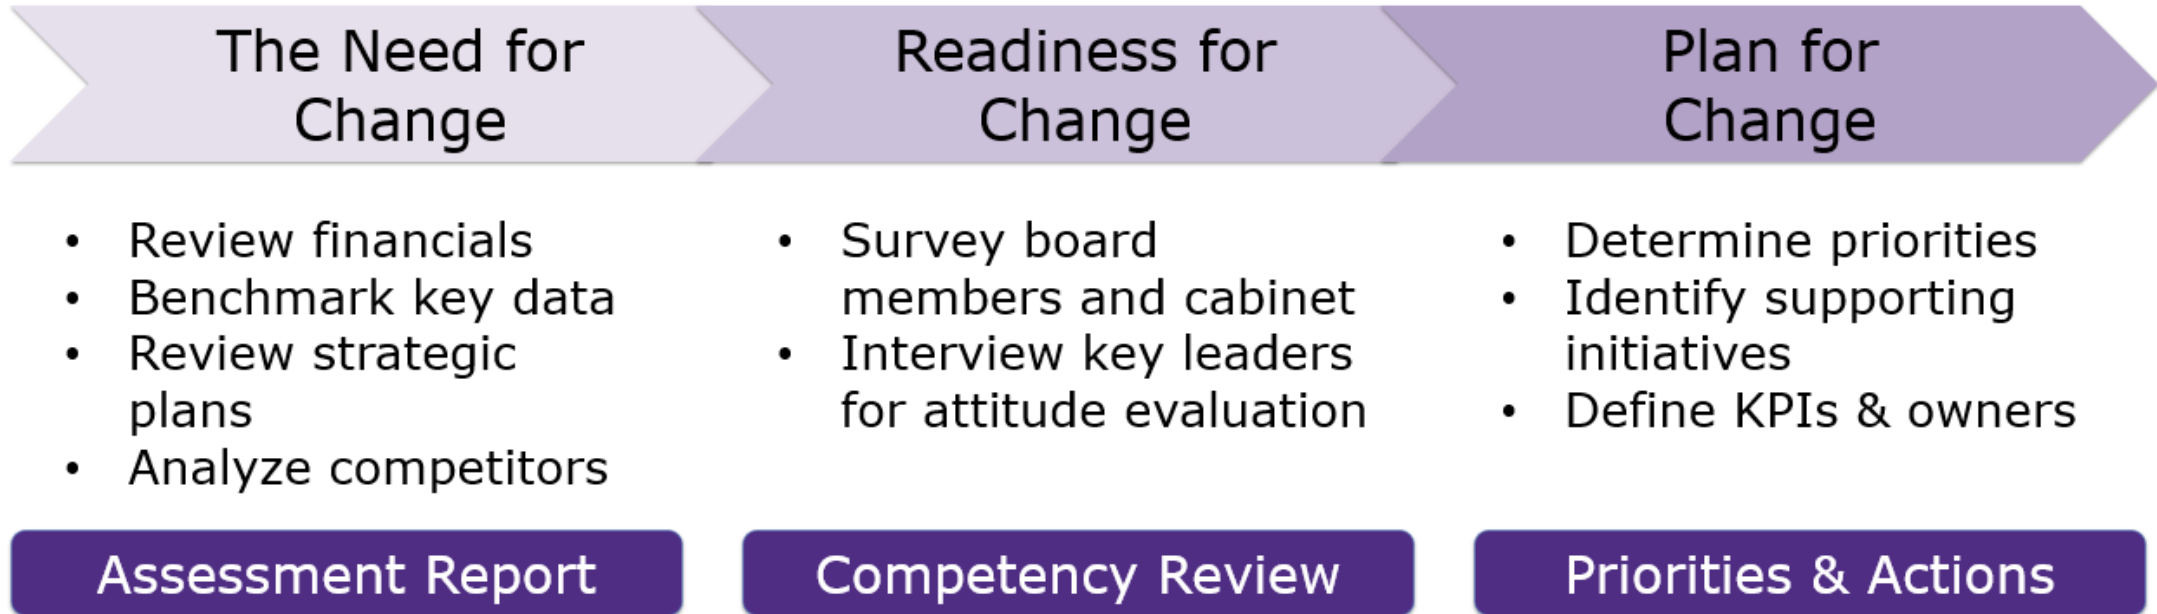 The Need for
Change
• Review financials
• Benchmark key data
• Review strategic
plans
• Analyze competitors
Assessment Report
Readiness for
Change
• Survey board
members and cabinet
• Interview key leaders
for attitude evaluation
Competency Review
Plan for
Change
• Determine priorities
• Identify supporting
initiatives
• Define KPIs & owners
Priorities & Actions